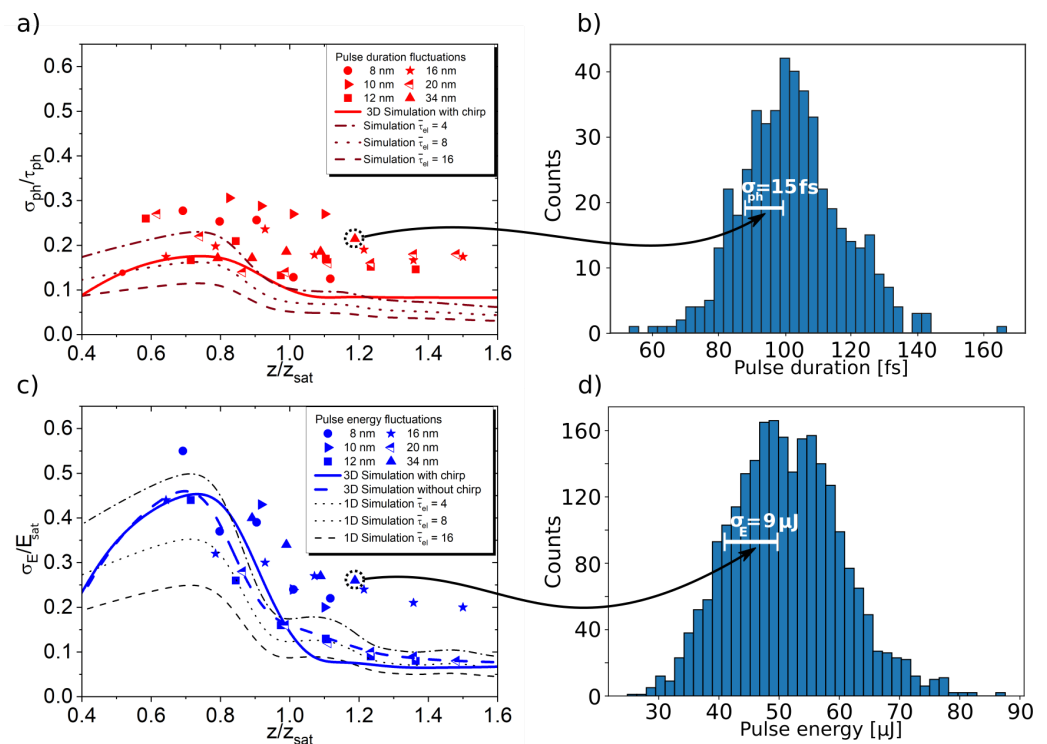 a)
0.6
0.5
0.4
0.3
0.2
0.1
0.0
σph/τph
Pulse duration fluctuations
8 nm 16 nm
10 nm 20 nm
12 nm 34 nm
3D Simulation with chirp
Simulation τ̄el = 4
Simulation τ̄el = 8
Simulation τ̄el = 16
0.4 0.6 0.8 1.0 1.2 1.4 1.6
z/zsat
b)
40
30
20
10
0
Counts
σph=15fs
60 80 100 120 140 160
Pulse duration [fs]
c)
0.6
0.5
0.4
0.3
0.2
0.1
0.0
σE/Esat
Pulse energy fluctuations
8 nm 16 nm
10 nm 20 nm
12 nm 34 nm
3D Simulation with chirp
3D Simulation without chirp
1D Simulation τ̄el = 4
1D Simulation τ̄el = 8
1D Simulation τ̄el = 16
0.4 0.6 0.8 1.0 1.2 1.4 1.6
z/zsat
d)
160
120
80
40
0
Counts
σE=9μJ
30 40 50 60 70 80 90
Pulse energy [μJ]